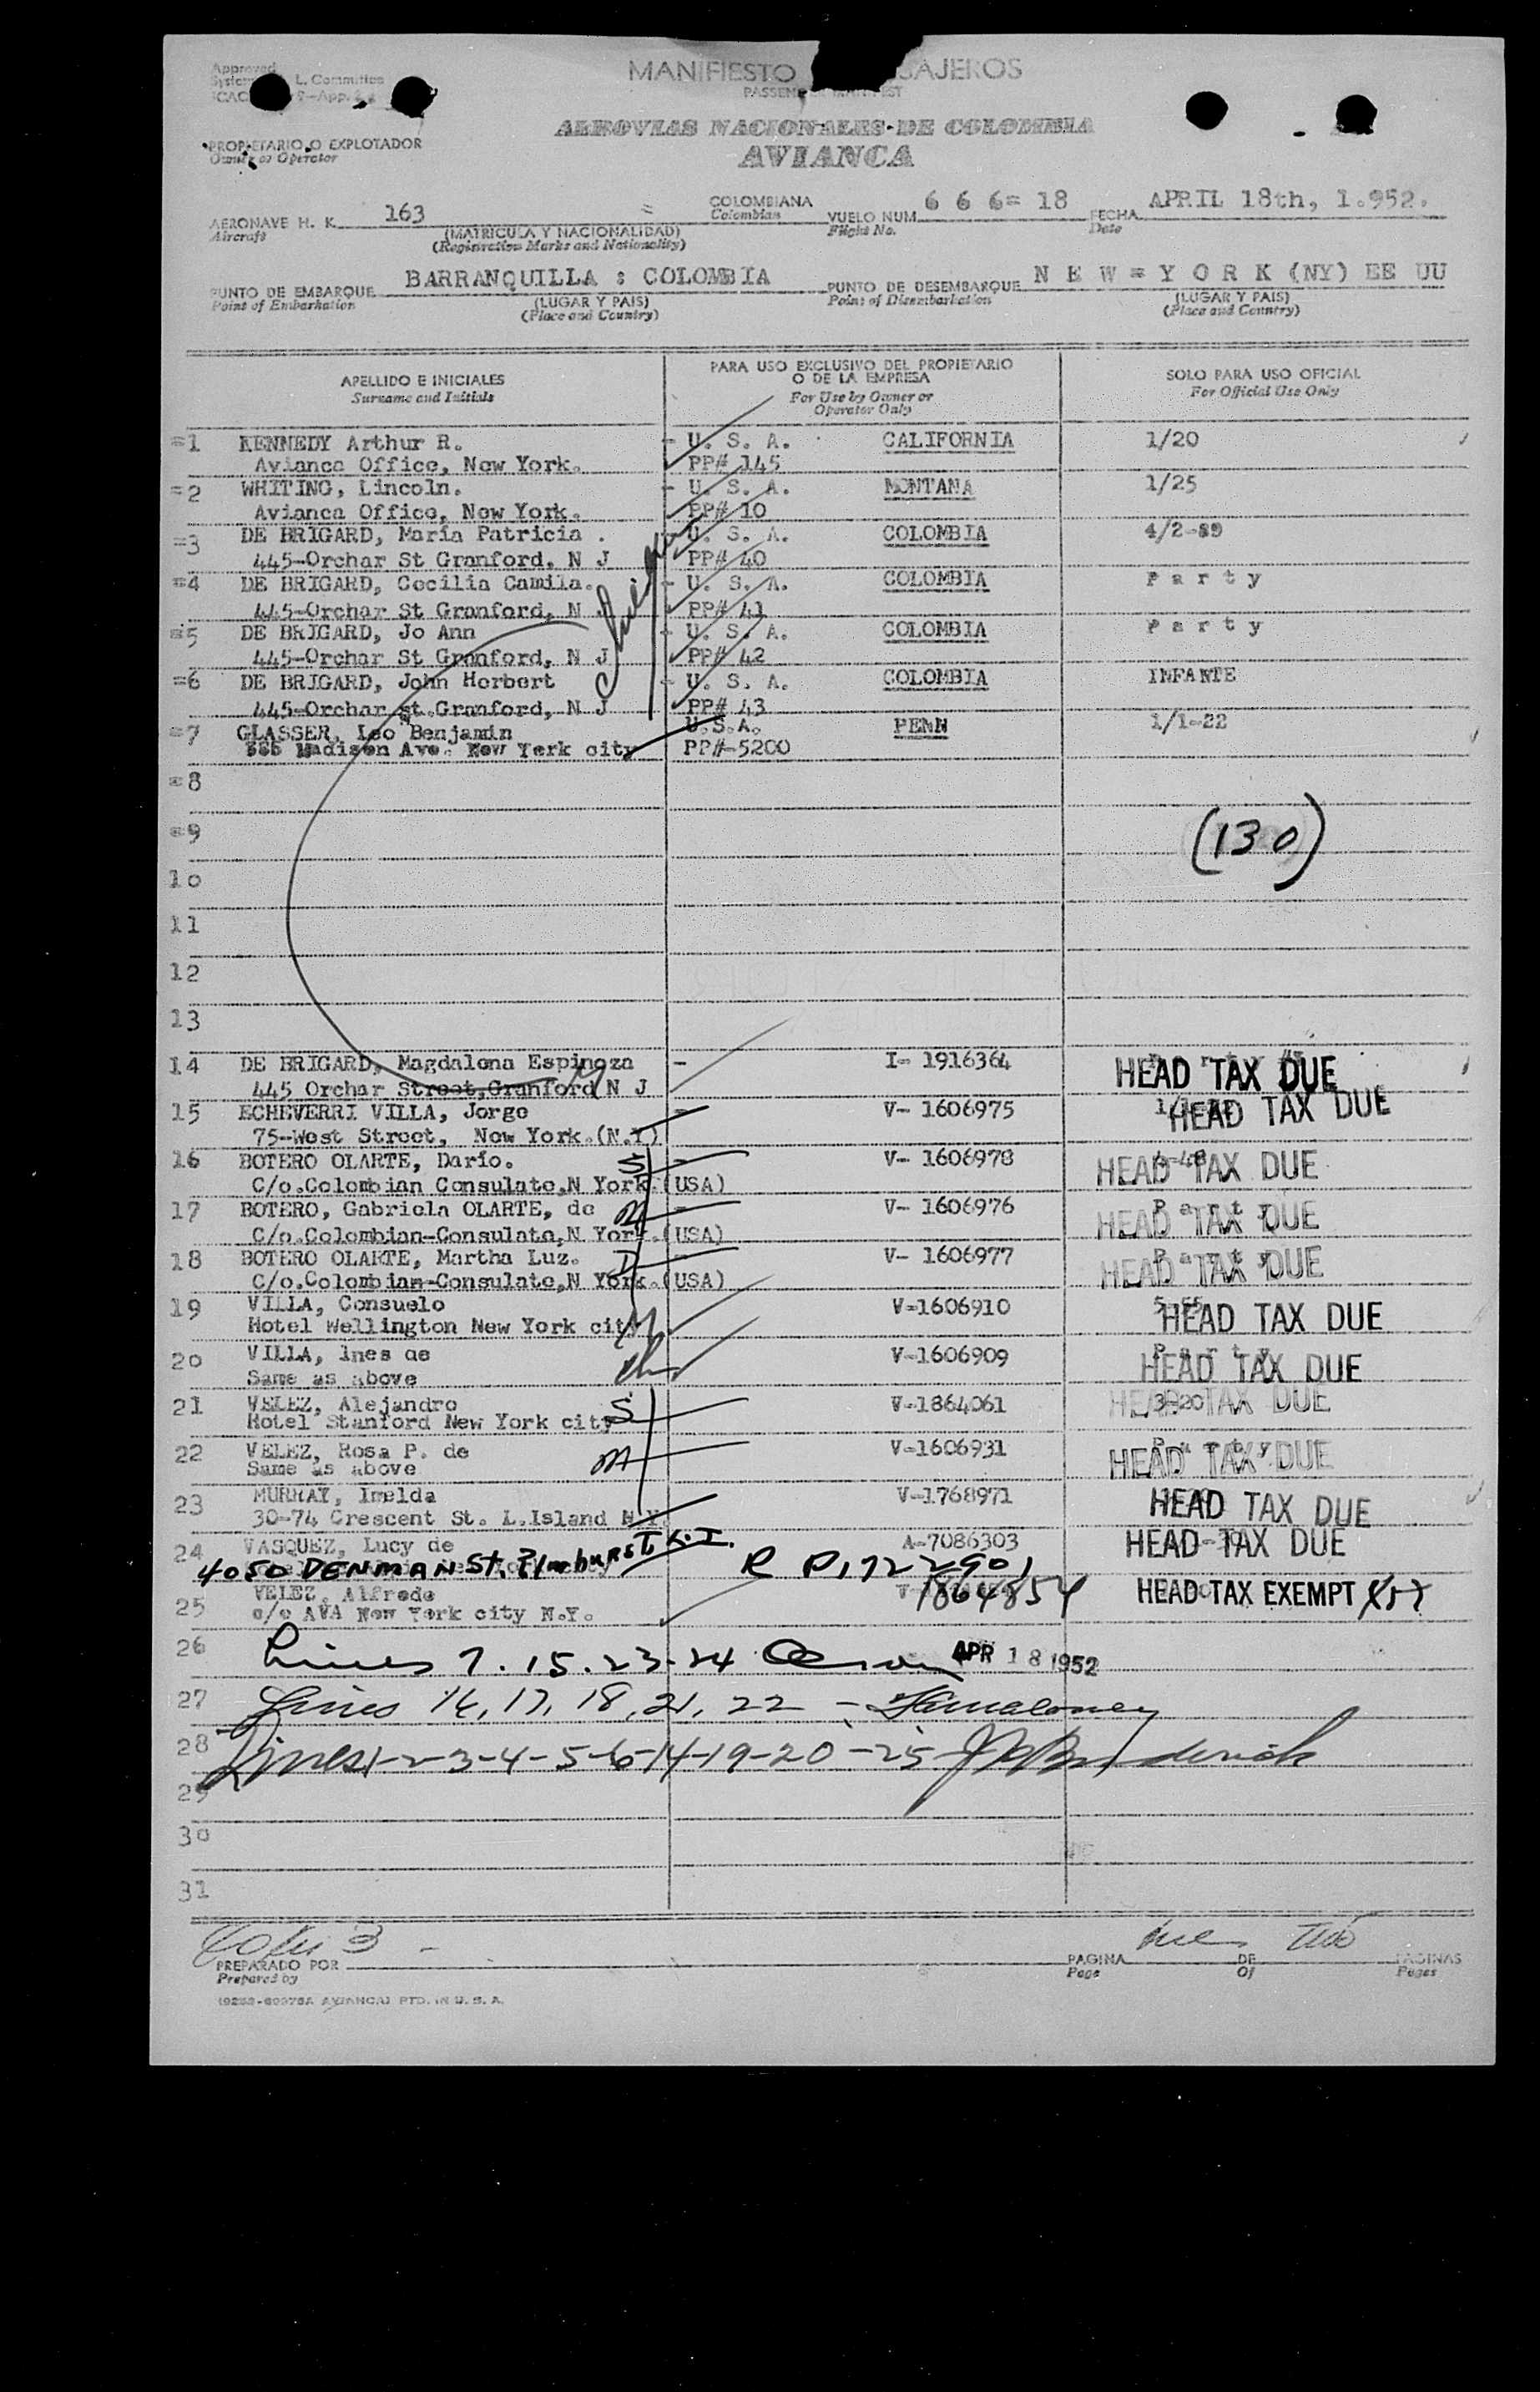 Approved
L. Committee
MANIFIESTO SAJEROS
AEROVIAS NACIONALES DE COLOMBIA
AVIANCA
PROPIETARIO O EXPLOTADOR
Owner or Operator
AERONAVE H. K. 163 = COLOMBIANA VUELO NUM. 6 6 6= 18 FECHA APRIL 18th, 1.952.
Aircraft (MATRICULA Y NACIONALIDAD) Colombian Flight No. Date
(Registration Marks and Nationality)
PUNTO DE EMBARQUE BARRANQUILLA : COLOMBIA PUNTO DE DESEMBARQUE N E W = Y O R K (NY) EE UU
Point of Embarkation (LUGAR Y PAIS) Point of Disembarkation (LUGAR Y PAIS)
(Place and Country) (Place and Country)
APELLIDO E INICIALES PARA USO EXCLUSIVO DEL PROPIETARIO SOLO PARA USO OFICIAL
Surname and Initials O DE LA EMPRESA For Official Use Only
For Use by Owner or
Operator Only
=1 KENNEDY Arthur R. - U. S. A. CALIFORNIA 1/20
Avianca Office, New York. PP# 145
=2 WHITING, Lincoln. - U. S. A. MONTANA 1/25
Avianca Office, New York. PP# 10
=3 DE BRIGARD, María Patricia . - U. S. A. COLOMBIA 4/2-
445-Orchar St Granford, N J PP# 40
=4 DE BRIGARD, Cecilia Camila. - U. S. A. COLOMBIA P a r t y
445-Orchar St Granford, N J PP# 41
=5 DE BRIGARD, Jo Ann - U. S. A. COLOMBIA P a r t y
445-Orchar St Granford, N J PP# 42
=6 DE BRIGARD, John Herbert - U. S. A. COLOMBIA INFANTE
445-Orchar St.Granford, N J PP# 43
=7 GLASSER, Leo Benjamin U.S.A. PENN 1/1-22
Madison Ave. New York city PP#-5200
=8
=9 (130)
10
11
12
13
14 DE BRIGARD, Magdalena Espinoza - I- 1916364 HEAD TAX DUE
445 Orchar Street,Granford N J
15 ECHEVERRI VILLA, Jorge - V- 1606975 HEAD TAX DUE
75-West Street, New York.(N.Y)
16 BOTERO OLARTE, Darío. S - V- 1606978 HEAD TAX DUE
C/o.Colombian Consulate,N York.(USA)
17 BOTERO, Gabriela OLARTE, de M - V- 1606976 Party HEAD TAX DUE
C/o.Colombian-Consulate,N York.(USA)
18 BOTERO OLARTE, Martha Luz. D - V- 1606977 Party HEAD TAX DUE
C/o.Colombian-Consulate,N York.(USA)
19 VILLA, Consuelo V-1606910 HEAD TAX DUE
Hotel Wellington New York city
20 VILLA, Ines de V-1606909 Party HEAD TAX DUE
Same as above
21 VELEZ, Alejandro S V-1864061 3-20 HEAD TAX DUE
Hotel Stanford New York city
22 VELEZ, Rosa P. de M V-1606931 Party HEAD TAX DUE
Same as above
23 MURRAY, Imelda V-1768971 HEAD TAX DUE
30-74 Crescent St. L.Island N.Y.
24 VASQUEZ, Lucy de A-7086303 HEAD TAX DUE
4050 DENMAN St. Elmhurst L.I. R P1722901
25 VELEZ, Alfredo 1864854 HEAD TAX EXEMPT
c/o AVA New York city N.Y.
26 Lines 7. 15. 23-24 APR 18 1952
27 Lines 16, 17, 18, 21, 22 -
28 Lines 1-2-3-4-5-6-14-19-20-25
29
30
31
PREPARADO POR PAGINA DE PAGINAS
Prepared by Page Of Pages
AVIANCA) PTD. IN U. S. A.